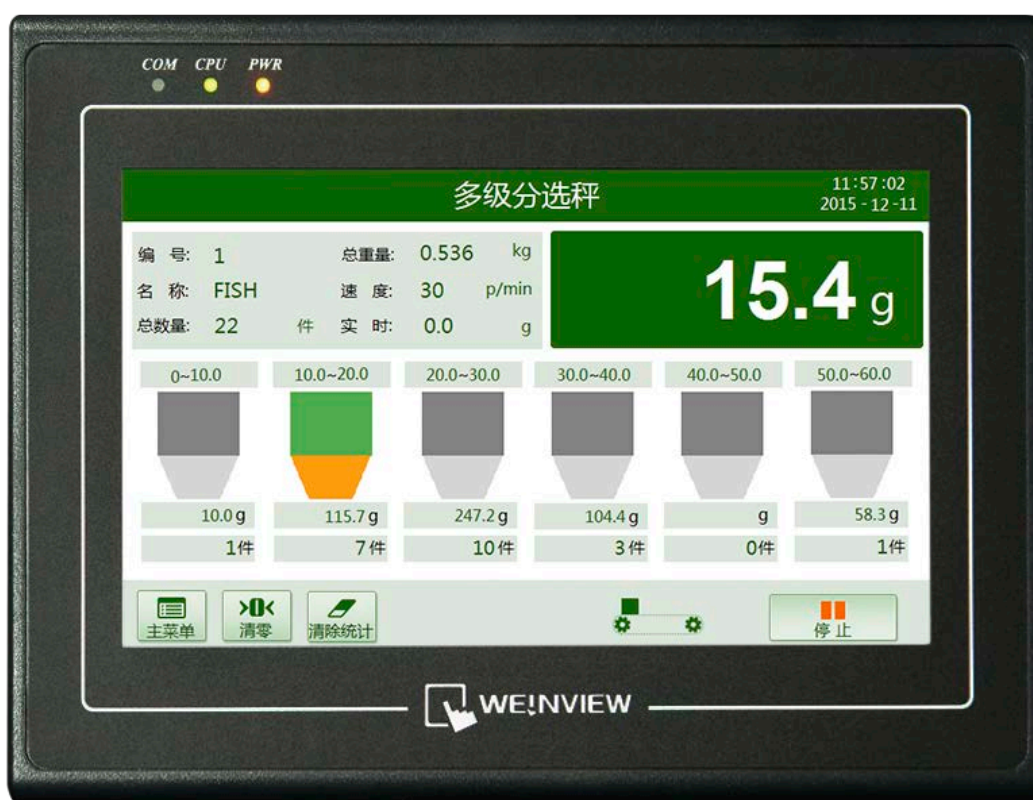 COM CPU PWR
多级分选秤
11:57:02
2015-12-11
编 号: 1 总重量: 0.536 kg
名 称: FISH 速 度: 30 p/min
总数量: 22 件 实 时: 0.0 g
15.4 g
0~10.0 10.0~20.0 20.0~30.0 30.0~40.0 40.0~50.0 50.0~60.0
10.0 g 115.7 g 247.2 g 104.4 g g 58.3 g
1件 7件 10件 3件 0件 1件
>0<
主菜单 清零 清除统计 停止
WE!NVIEW